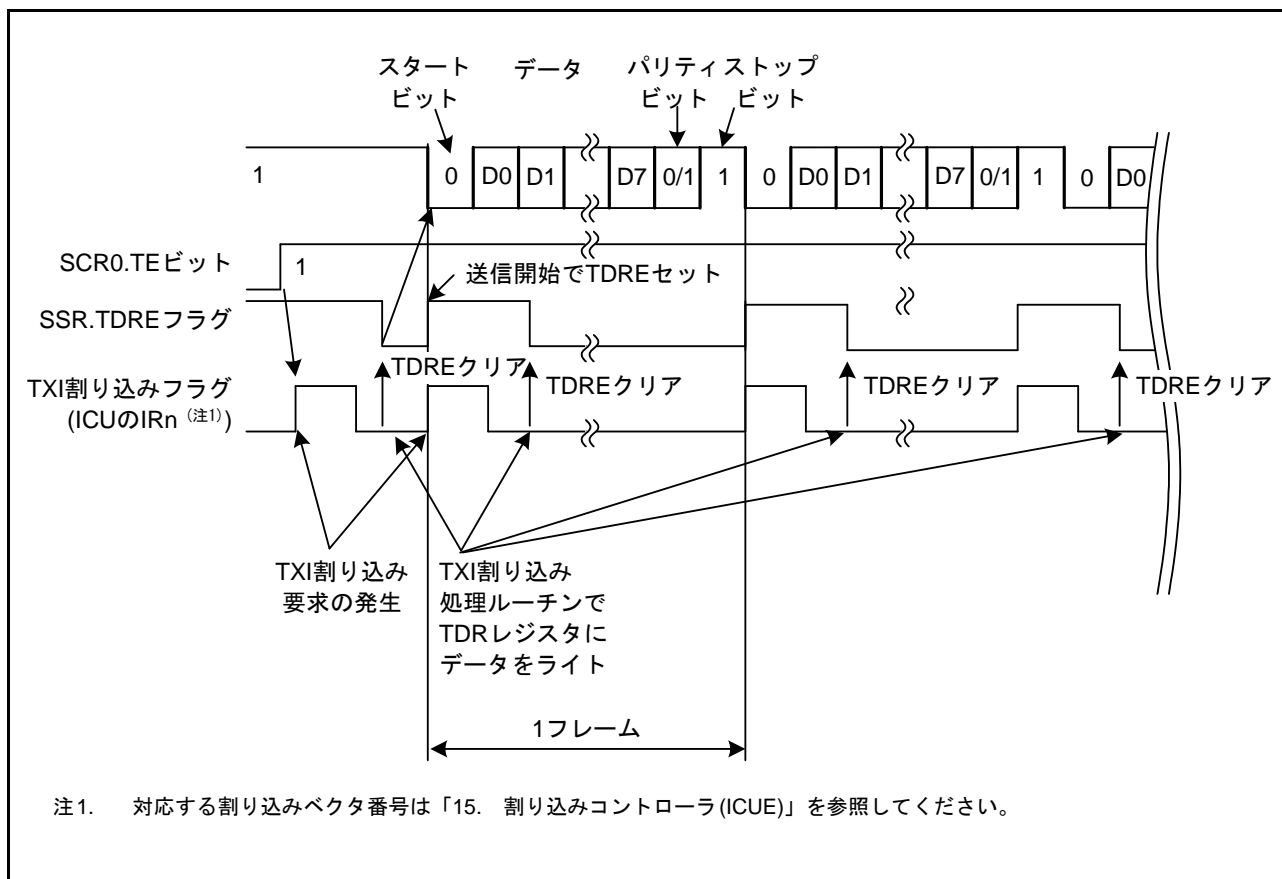 スタート
ビット
データ
パリティ
ビット
ストップ
ビット
1
0 D0 D1 D7 0/1 1 0 D0 D1 D7 0/1 1 0 D0
SCR0.TEビット
1
送信開始でTDREセット
SSR.TDREフラグ
TDREクリア
TDREクリア
TDREクリア
TDREクリア
TXI割り込みフラグ
(ICUのIRn (注1))
TXI割り込み
要求の発生
TXI割り込み
処理ルーチンで
TDRレジスタに
データをライト
1フレーム
注1. 対応する割り込みベクタ番号は「15. 割り込みコントローラ(ICUE)」を参照してください。